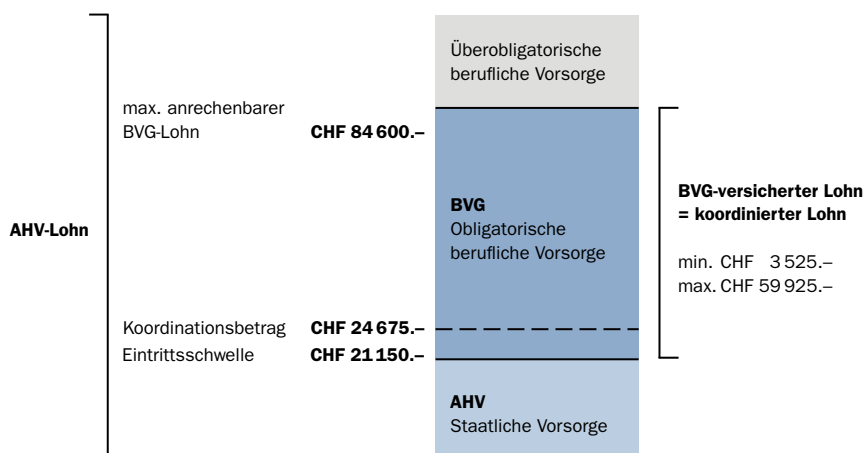 Überobligatorische
berufliche Vorsorge
max. anrechenbarer
BVG-Lohn CHF 84 600.–
AHV-Lohn
BVG
Obligatorische
berufliche Vorsorge
BVG-versicherter Lohn
= koordinierter Lohn
min. CHF 3 525.–
max. CHF 59 925.–
Koordinationsbetrag CHF 24 675.–
Eintrittsschwelle CHF 21 150.–
AHV
Staatliche Vorsorge